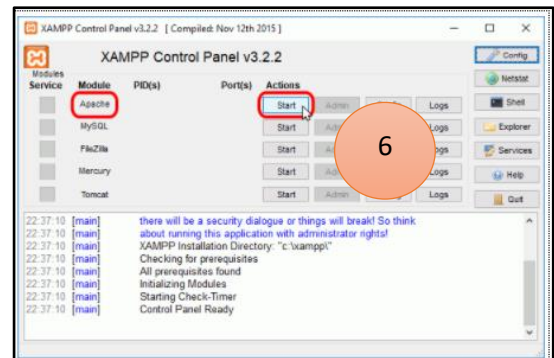 XAMPP Control Panel v3.2.2 [ Compiled: Nov 12th 2015 ]
XAMPP Control Panel v3.2.2
Config
Modules
Service Module PID(s) Port(s) Actions
Netstat
Apache Start Admin Logs
Shell
MySQL Start Logs
Explorer
6
FileZilla Start Logs
Services
Mercury Start Logs
Help
Tomcat Start Admin Config Logs
Quit
22:37:10 [main] there will be a security dialogue or things will break! So think
22:37:10 [main] about running this application with administrator rights!
22:37:10 [main] XAMPP Installation Directory: "c:\xampp\"
22:37:10 [main] Checking for prerequisites
22:37:10 [main] All prerequisites found
22:37:10 [main] Initializing Modules
22:37:10 [main] Starting Check-Timer
22:37:10 [main] Control Panel Ready